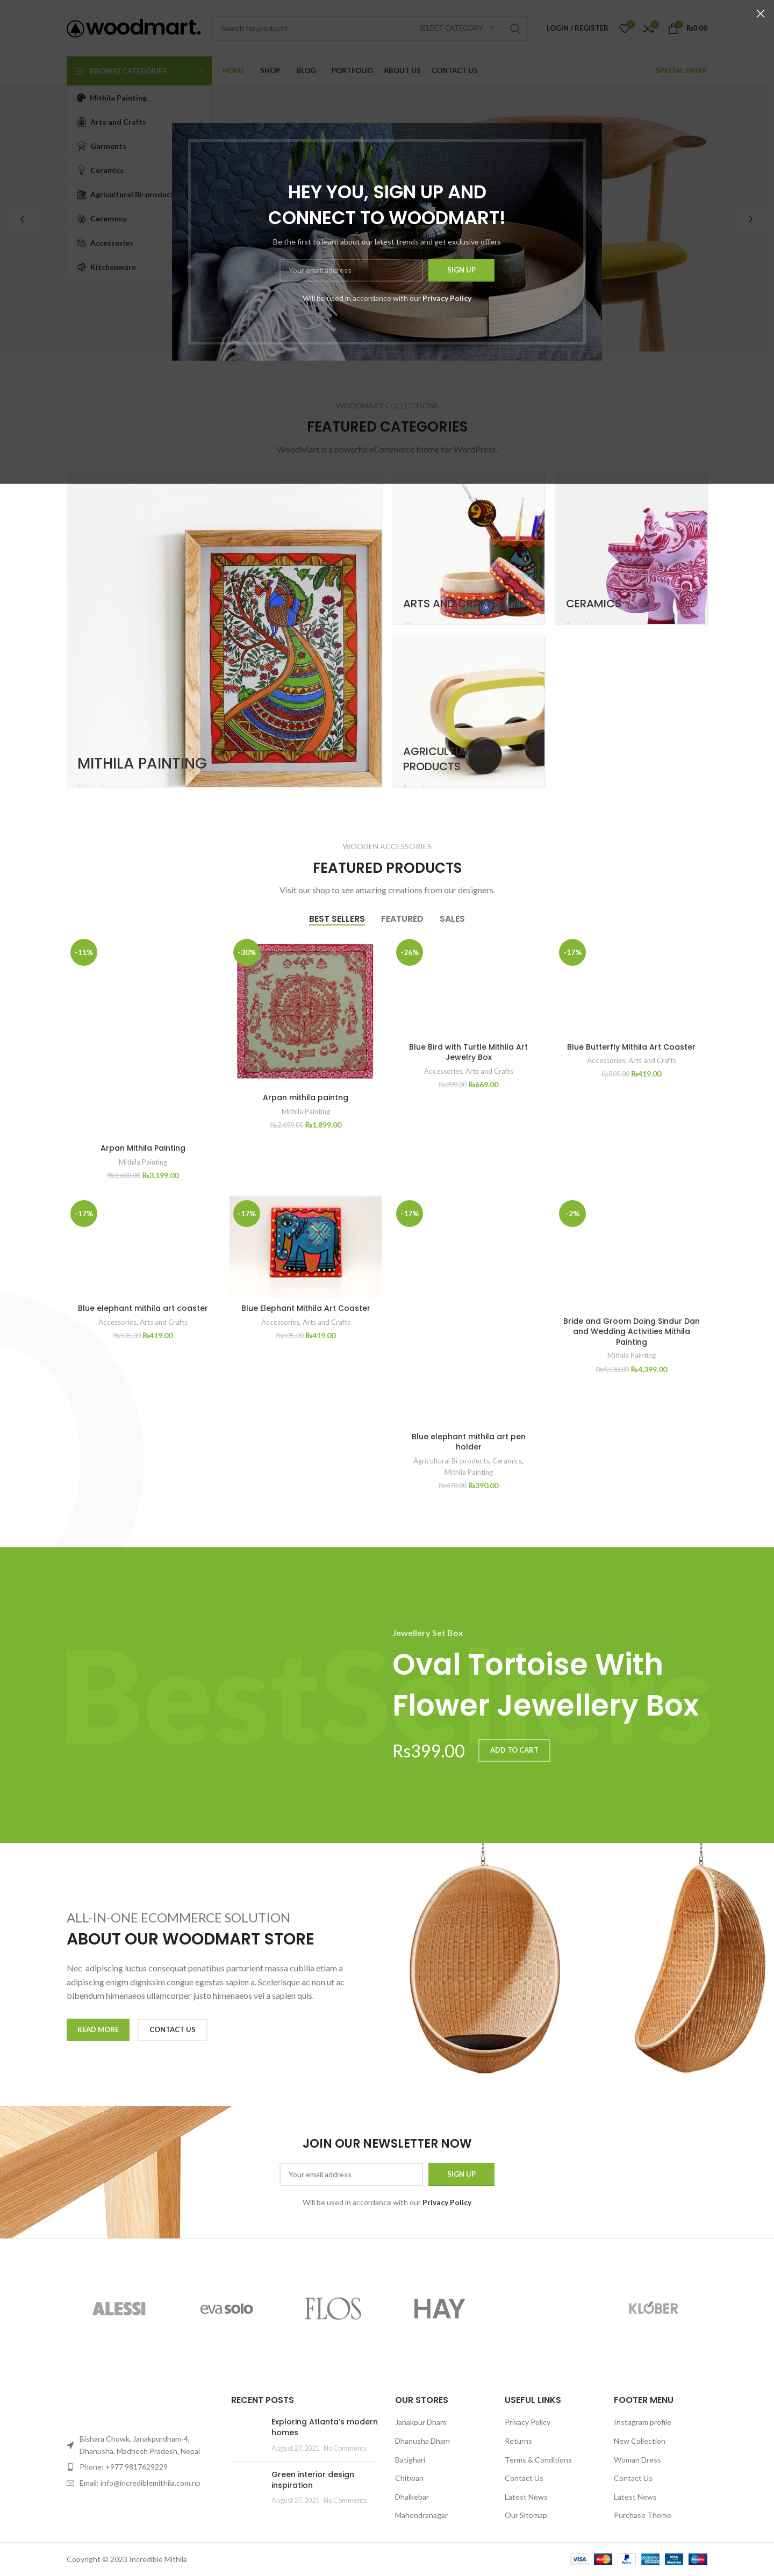 woodmart.
Search for products
SELECT CATEGORY
LOGIN / REGISTER
0
0
0
₨0.00
BROWSE CATEGORIES
HOME
SHOP
BLOG
PORTFOLIO
ABOUT US
CONTACT US
SPECIAL OFFER
Mithila Painting
Arts and Crafts
Garments
Ceramics
Agricultural Bi-product
Ceremony
Accessories
Kitchenware
HEY YOU, SIGN UP AND
CONNECT TO WOODMART!
Be the first to learn about our latest trends and get exclusive offers
Your email address
SIGN UP
Will be used in accordance with our Privacy Policy
WOODMART COLLECTIONS
FEATURED CATEGORIES
WoodMart is a powerful eCommerce theme for WordPress.
MITHILA PAINTING
ARTS AND CRAFTS
CERAMICS
AGRICULTURAL BI-
PRODUCTS
WOODEN ACCESSORIES
FEATURED PRODUCTS
Visit our shop to see amazing creations from our designers.
BEST SELLERS
FEATURED
SALES
-11%
Arpan Mithila Painting
Mithila Painting
₨3,600.00 ₨3,199.00
-30%
Arpan mithila paintng
Mithila Painting
₨2,699.00 ₨1,899.00
-26%
Blue Bird with Turtle Mithila Art
Jewelry Box
Accessories, Arts and Crafts
₨899.00 ₨669.00
-17%
Blue Butterfly Mithila Art Coaster
Accessories, Arts and Crafts
₨505.00 ₨419.00
-17%
Blue elephant mithila art coaster
Accessories, Arts and Crafts
₨505.00 ₨419.00
-17%
Blue Elephant Mithila Art Coaster
Accessories, Arts and Crafts
₨505.00 ₨419.00
-17%
Blue elephant mithila art pen
holder
Agricultural Bi-products, Ceramics,
Mithila Painting
₨470.00 ₨390.00
-2%
Bride and Groom Doing Sindur Dan
and Wedding Activities Mithila
Painting
Mithila Painting
₨4,500.00 ₨4,399.00
BestSellers
Jewellery Set Box
Oval Tortoise With
Flower Jewellery Box
Rs399.00
ADD TO CART
ALL-IN-ONE ECOMMERCE SOLUTION
ABOUT OUR WOODMART STORE
Nec adipiscing luctus consequat penatibus parturient massa cubilia etiam a
adipiscing enigm dignissim congue egestas sapien a. Scelerisque ac non ut ac
bibendum himenaeos ullamcorper justo himenaeos vel a sapien quis.
READ MORE
CONTACT US
JOIN OUR NEWSLETTER NOW
Your email address
SIGN UP
Will be used in accordance with our Privacy Policy
ALESSI
eva solo
FLOS
HAY
KLÖBER
Bishara Chowk, Janakpurdham-4,
Dhanusha, Madhesh Pradesh, Nepal
Phone: +977 9817629229
Email: info@incrediblemithila.com.np
RECENT POSTS
Exploring Atlanta's modern
homes
August 27, 2021 No Comments
Green interior design
inspiration
August 27, 2021 No Comments
OUR STORES
Janakpur Dham
Dhanusha Dham
Batighari
Chitwan
Dhalkebar
Mahendranagar
USEFUL LINKS
Privacy Policy
Returns
Terms & Conditions
Contact Us
Latest News
Our Sitemap
FOOTER MENU
Instagram profile
New Collection
Woman Dress
Contact Us
Latest News
Purchase Theme
Copyright © 2023 Incredible Mithila
VISA
MasterCard
PayPal
VISA
Electron
Maestro